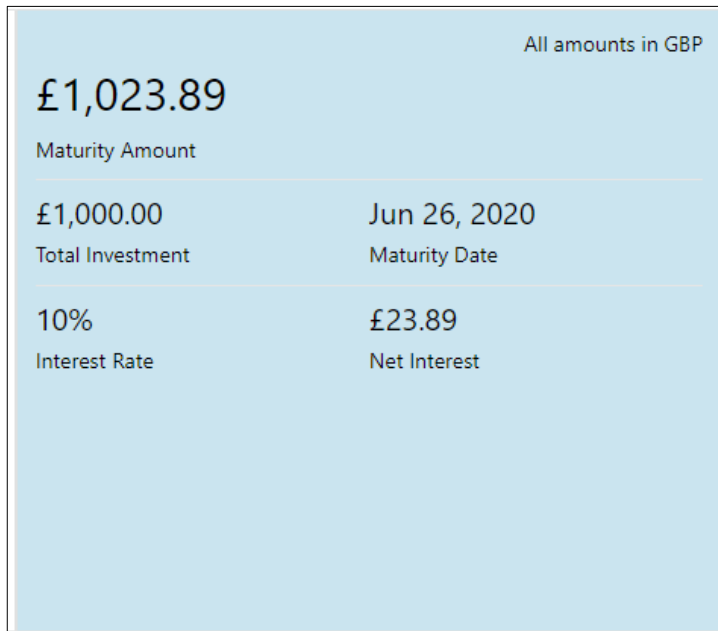 All amounts in GBP
£1,023.89
Maturity Amount
£1,000.00 Jun 26, 2020
Total Investment Maturity Date
10% £23.89
Interest Rate Net Interest